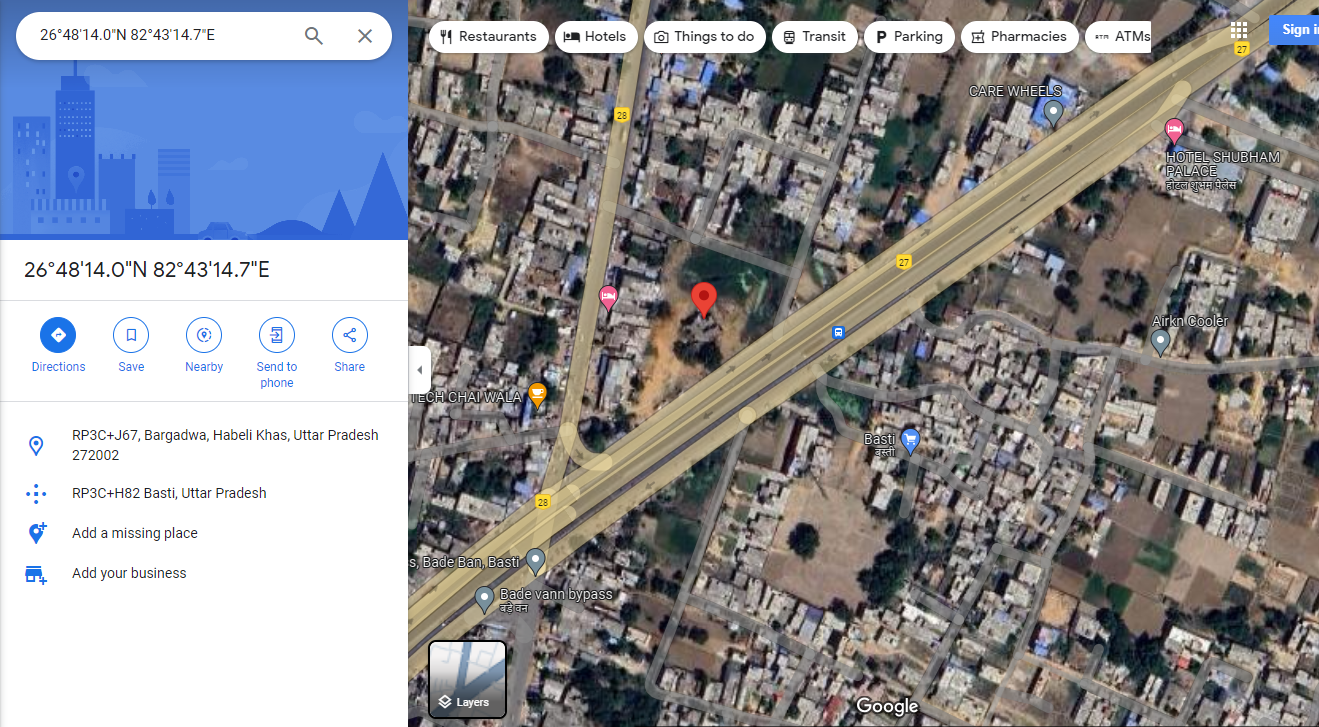 26°48'14.0"N 82°43'14.7"E
26°48'14.0"N 82°43'14.7"E
Directions
Save
Nearby
Send to
phone
Share
RP3C+J67, Bargadwa, Habeli Khas, Uttar Pradesh
272002
RP3C+H82 Basti, Uttar Pradesh
Add a missing place
Add your business
Restaurants
Hotels
Things to do
Transit
Parking
Pharmacies
ATMs
Sign i
27
28
CARE WHEELS
HOTEL SHUBHAM
PALACE
होटल शुभम पैलेस
27
Airkn Cooler
TECH CHAI WALA
Basti
बस्ती
28
s, Bade Ban, Basti
Bade vann bypass
बड़े वन
Layers
Google